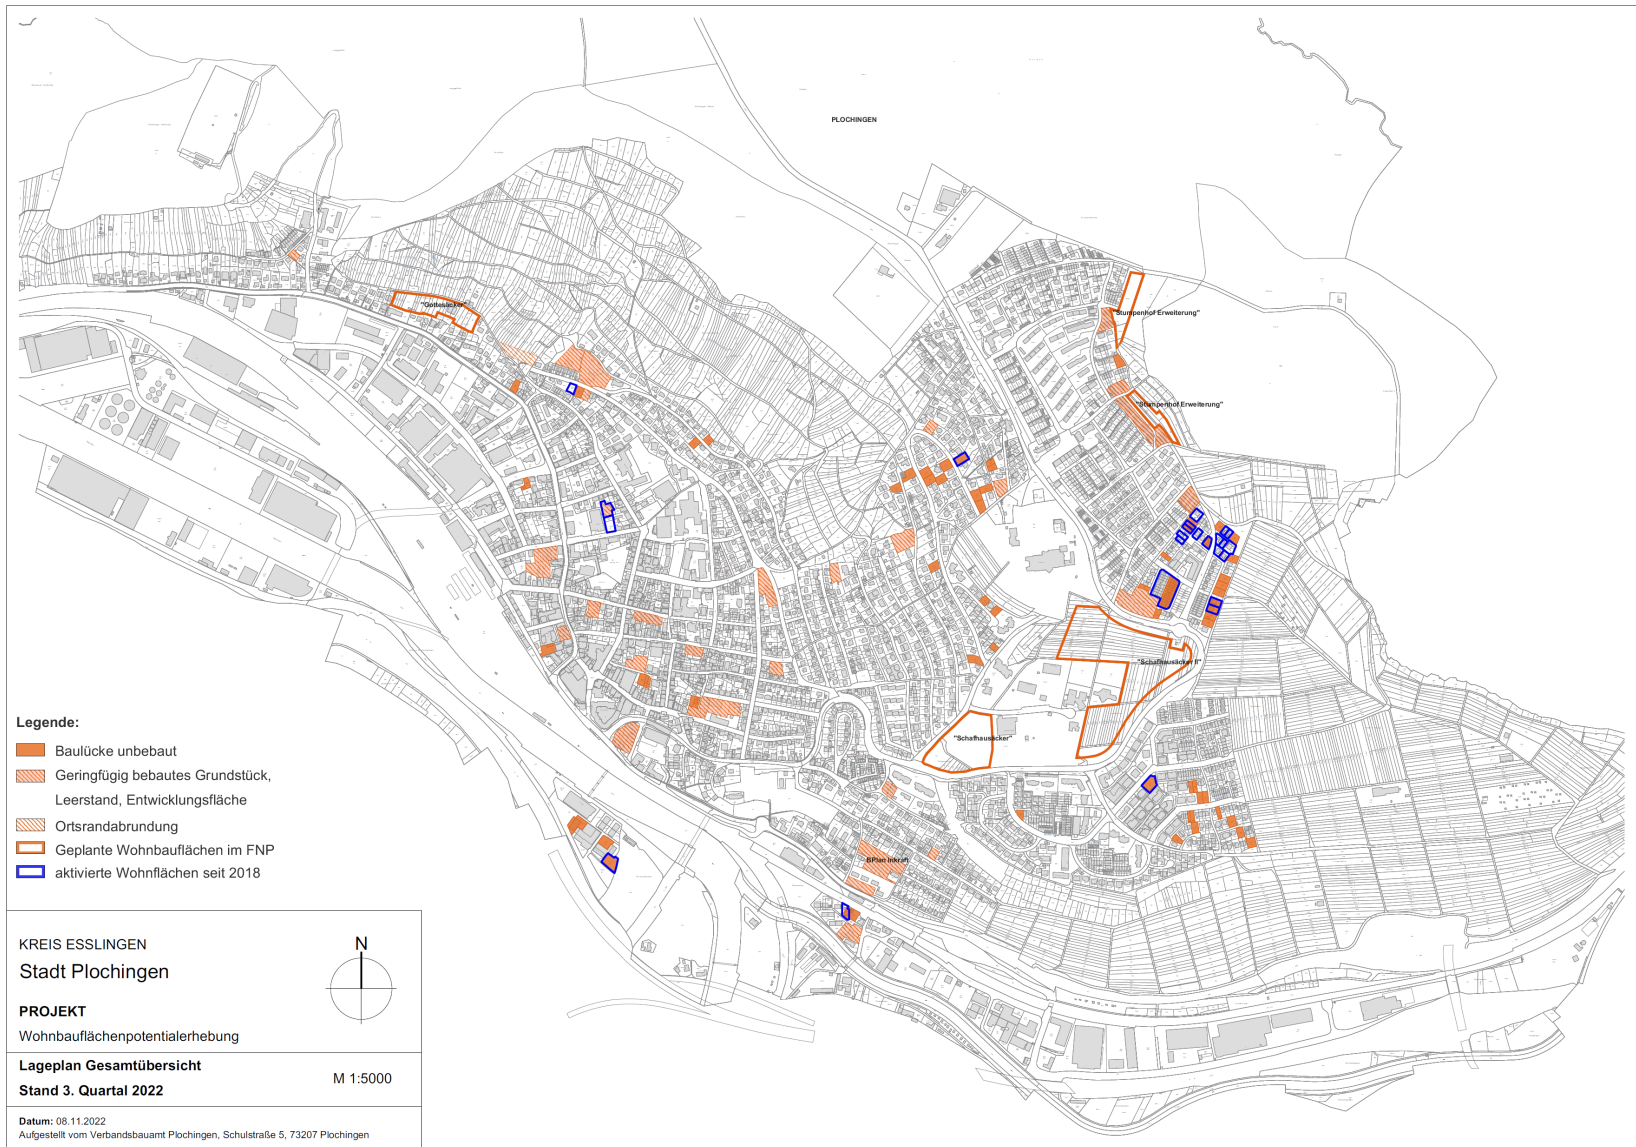 PLOCHINGEN
"Gottesäcker"
"Stumpenhof Erweiterung"
"Stumpenhof Erweiterung"
"Schafhausäcker II"
"Schafhausäcker"
BPlan Inkraft
Legende:
Baulücke unbebaut
Geringfügig bebautes Grundstück,
Leerstand, Entwicklungsfläche
Ortsrandabrundung
Geplante Wohnbauflächen im FNP
aktivierte Wohnflächen seit 2018
KREIS ESSLINGEN
Stadt Plochingen
N
PROJEKT
Wohnbauflächenpotentialerhebung
Lageplan Gesamtübersicht
Stand 3. Quartal 2022
M 1:5000
Datum: 08.11.2022
Aufgestellt vom Verbandsbauamt Plochingen, Schulstraße 5, 73207 Plochingen